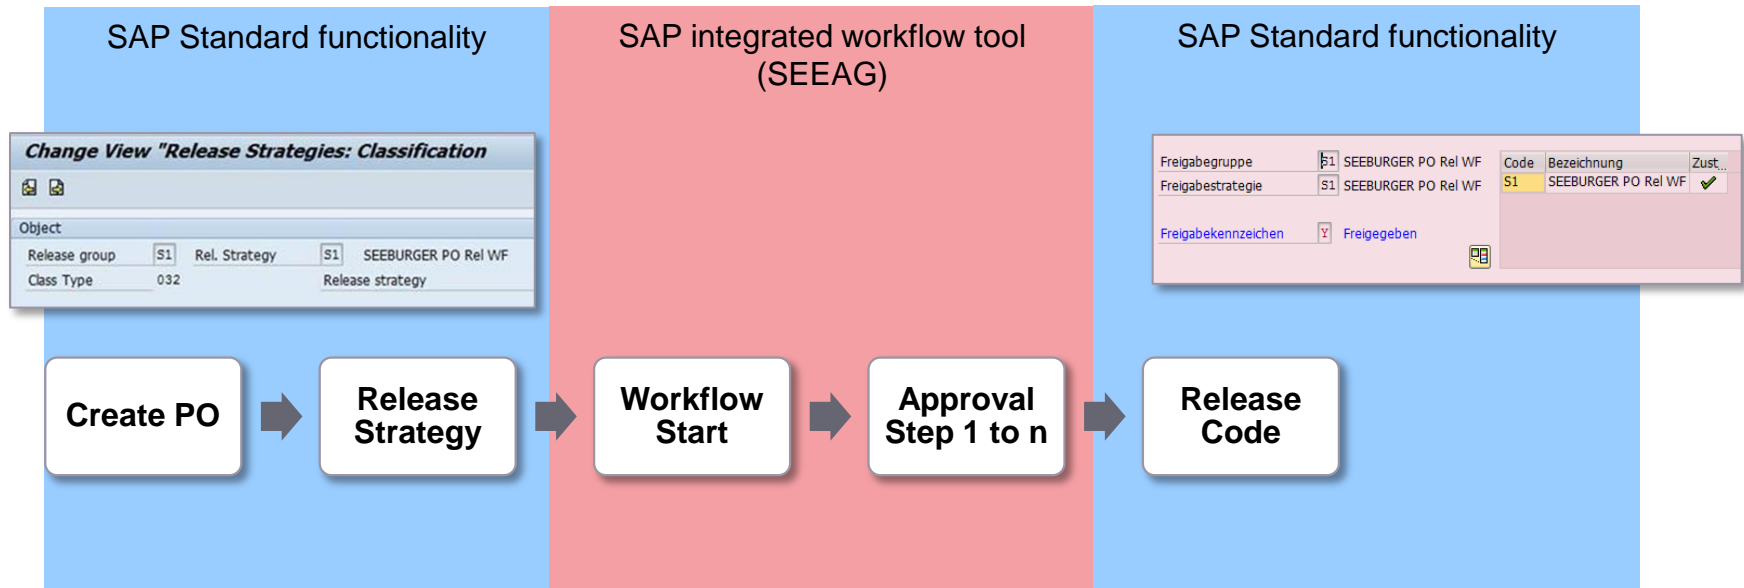 SAP Standard functionality
SAP integrated workflow tool
(SEEAG)
SAP Standard functionality
Change View "Release Strategies: Classification
Object
Release group S1 Rel. Strategy S1 SEEBURGER PO Rel WF
Class Type 032 Release strategy
Freigabegruppe S1 SEEBURGER PO Rel WF
Freigabestrategie S1 SEEBURGER PO Rel WF
Freigabekennzeichen Y Freigegeben
Code Bezeichnung Zust...
S1 SEEBURGER PO Rel WF
Create PO
Release
Strategy
Workflow
Start
Approval
Step 1 to n
Release
Code